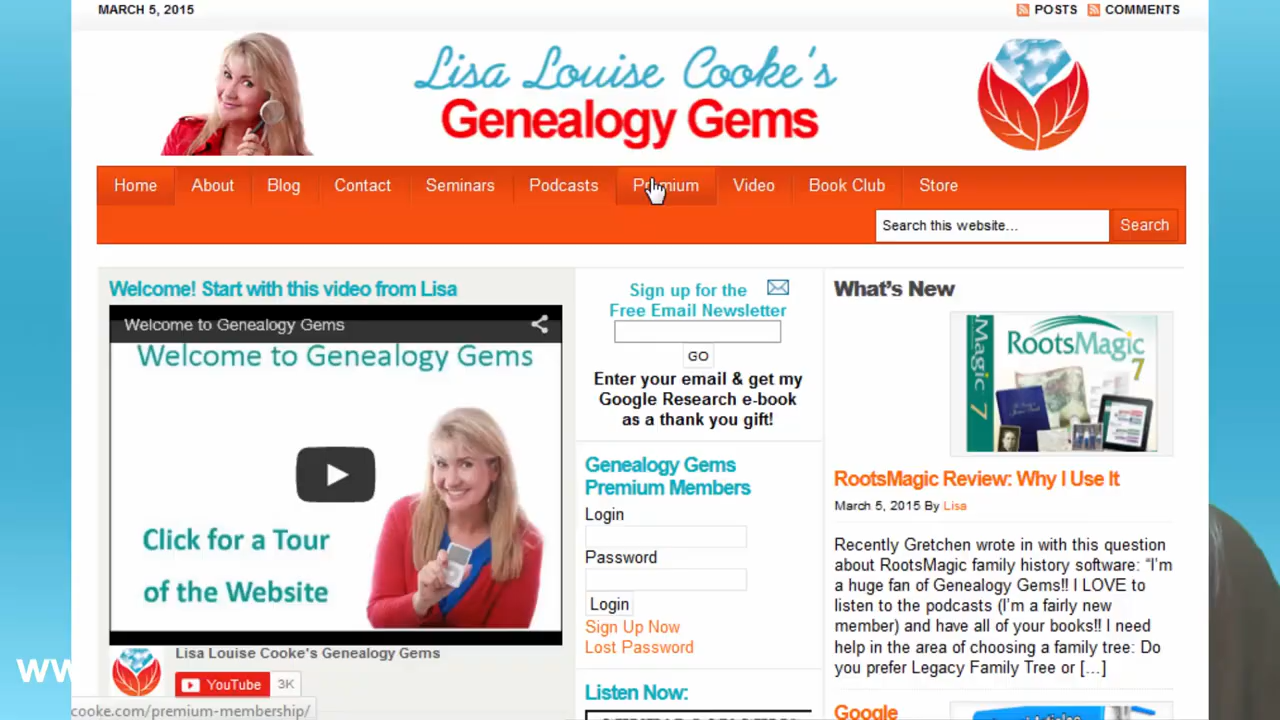 MARCH 5, 2015
POSTS
COMMENTS
Lisa Louise Cooke's
Genealogy Gems
Home
About
Blog
Contact
Seminars
Podcasts
Premium
Video
Book Club
Store
Search this website...
Search
Welcome! Start with this video from Lisa
Welcome to Genealogy Gems
Welcome to Genealogy Gems
Click for a Tour
of the Website
Lisa Louise Cooke's Genealogy Gems
YouTube
3K
cooke.com/premium-membership/
Sign up for the
Free Email Newsletter
GO
Enter your email & get my
Google Research e-book
as a thank you gift!
Genealogy Gems
Premium Members
Login
Password
Login
Sign Up Now
Lost Password
Listen Now:
What's New
Magic 7
RootsMagic
7
RootsMagic Review: Why I Use It
March 5, 2015 By Lisa
Recently Gretchen wrote in with this question
about RootsMagic family history software: “I'm
a huge fan of Genealogy Gems!! I LOVE to
listen to the podcasts (I'm a fairly new
member) and have all of your books!! I need
help in the area of choosing a family tree: Do
you prefer Legacy Family Tree or [...]
Google